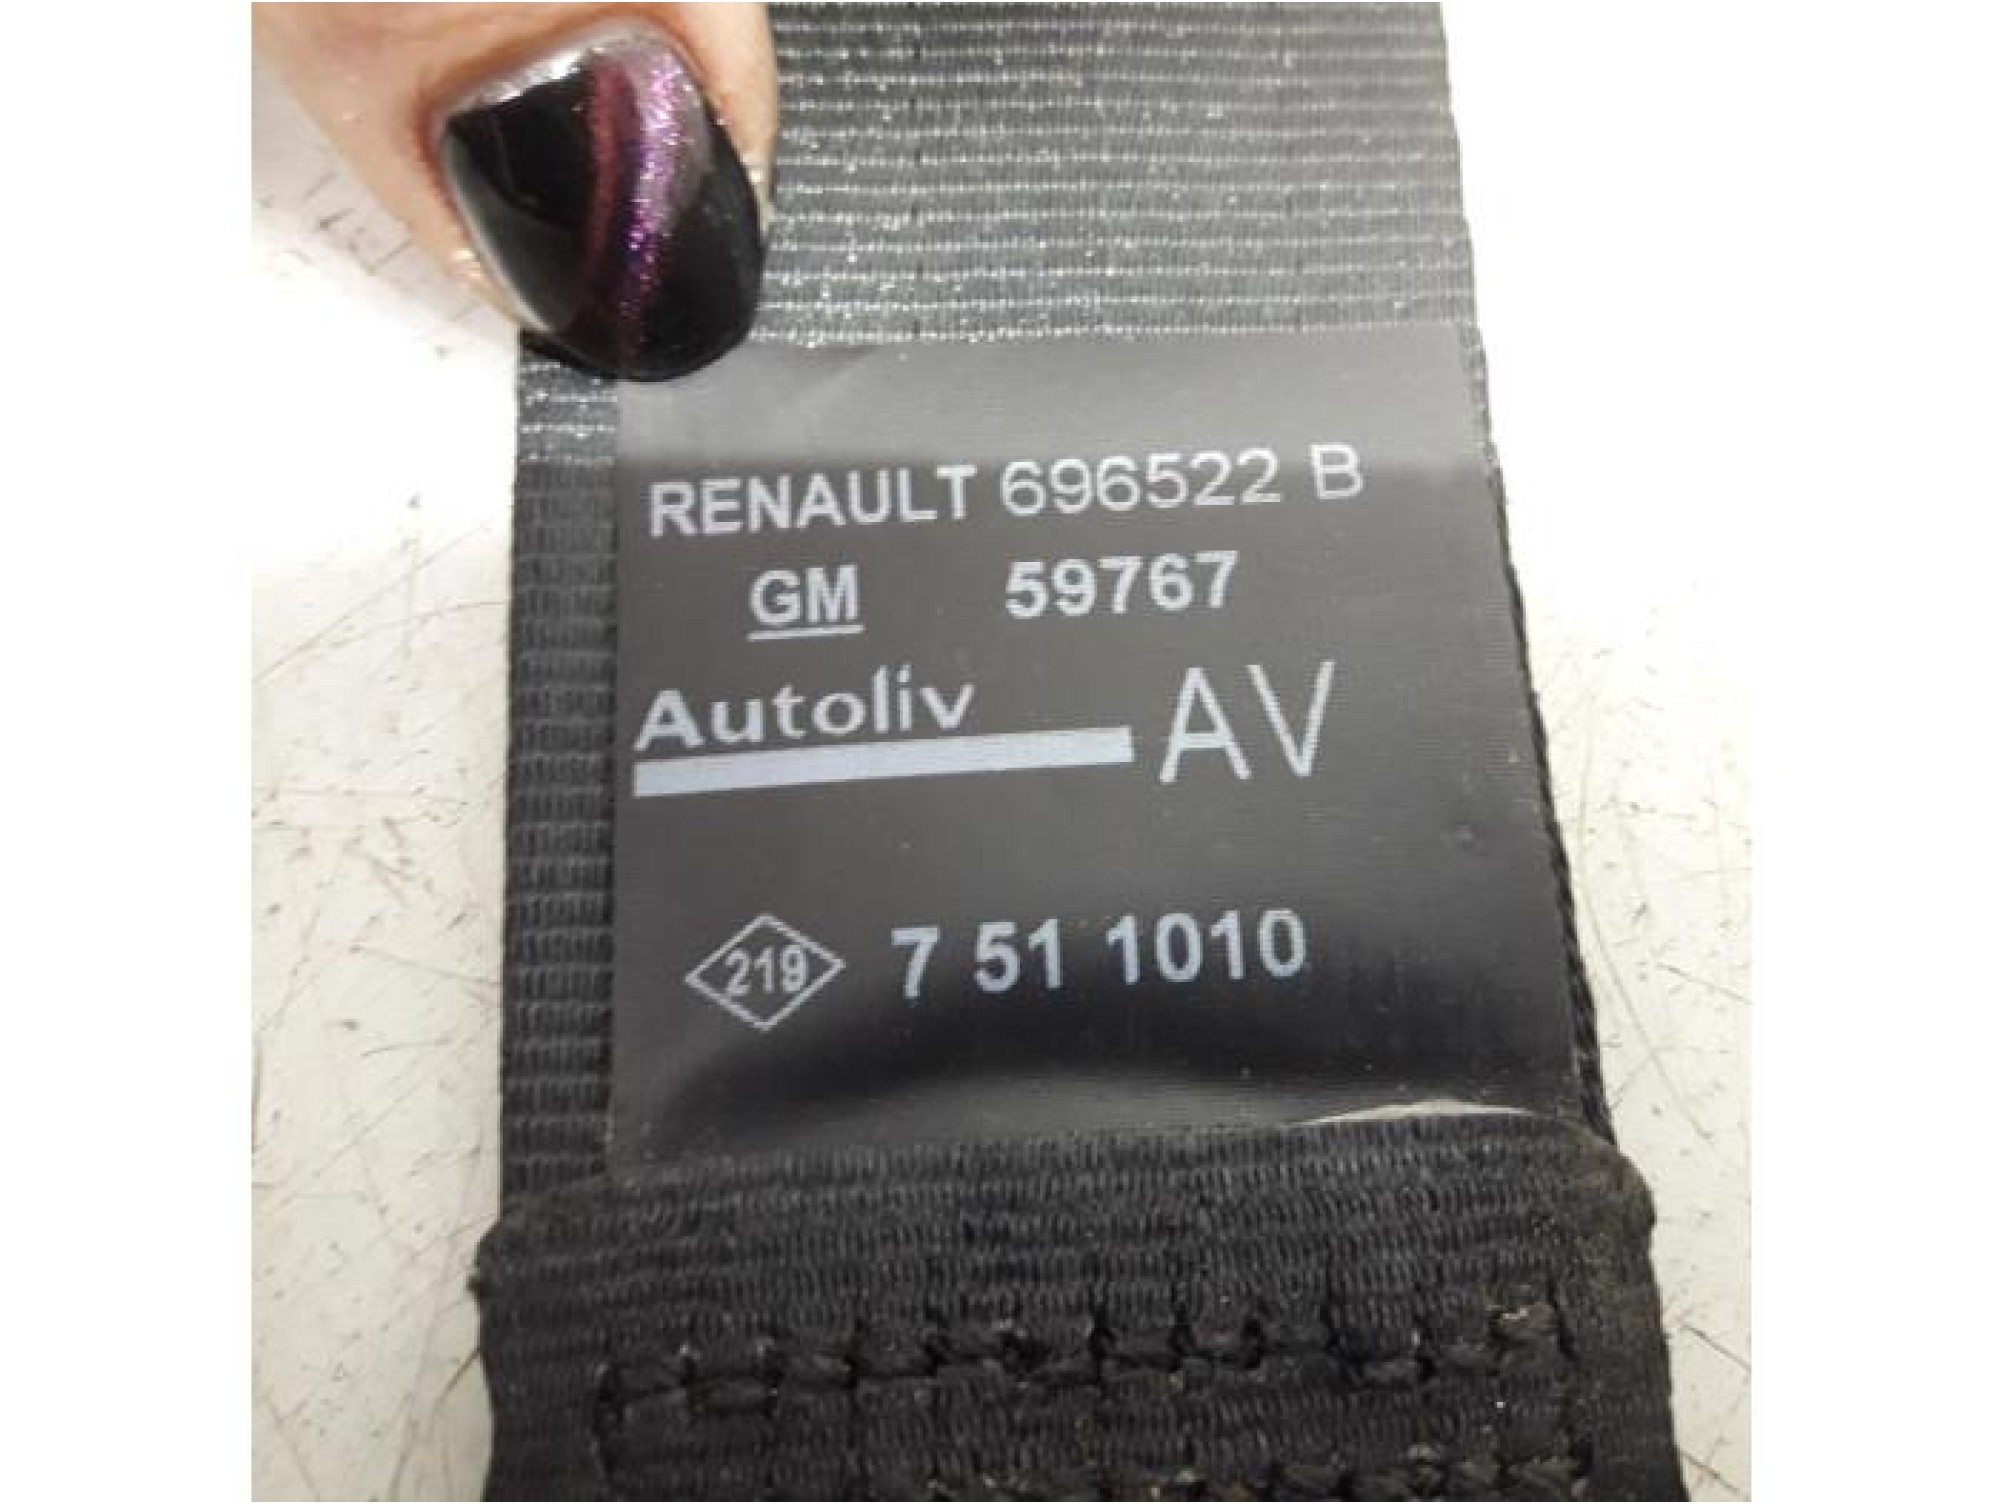 RENAULT 696522 B
GM 59767
Autoliv AV
219 7 51 1010